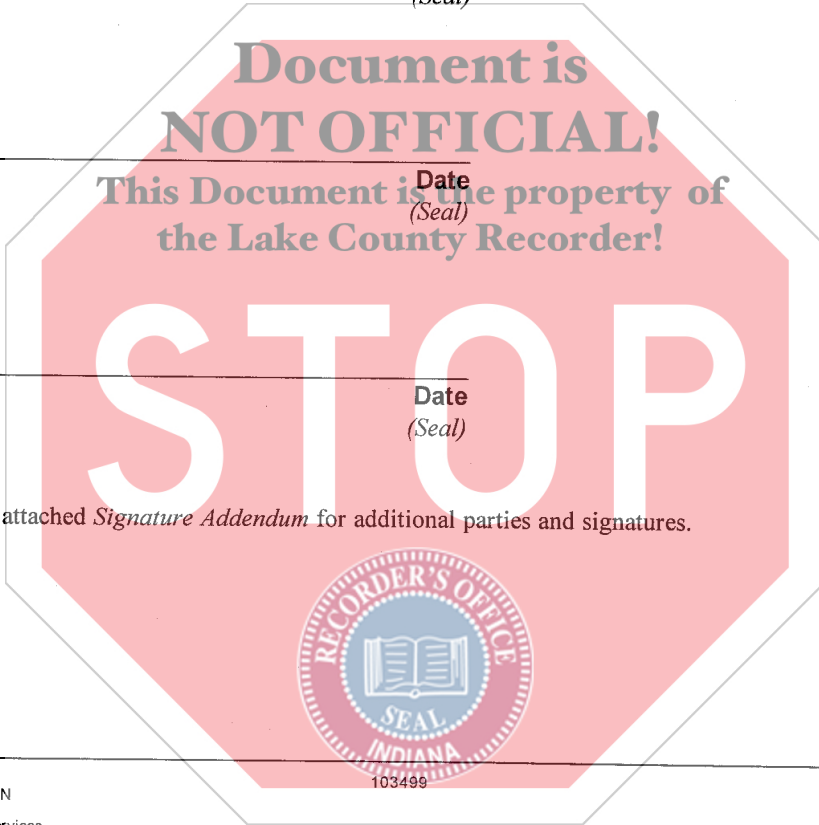 (Seal)
Document is
NOT OFFICIAL!
Date
This Document is the property of
(Seal)
the Lake County Recorder!
STOP
Date
(Seal)
attached Signature Addendum for additional parties and signatures.
RECORDER'S OFFICE
SEAL
INDIANA
103499
N